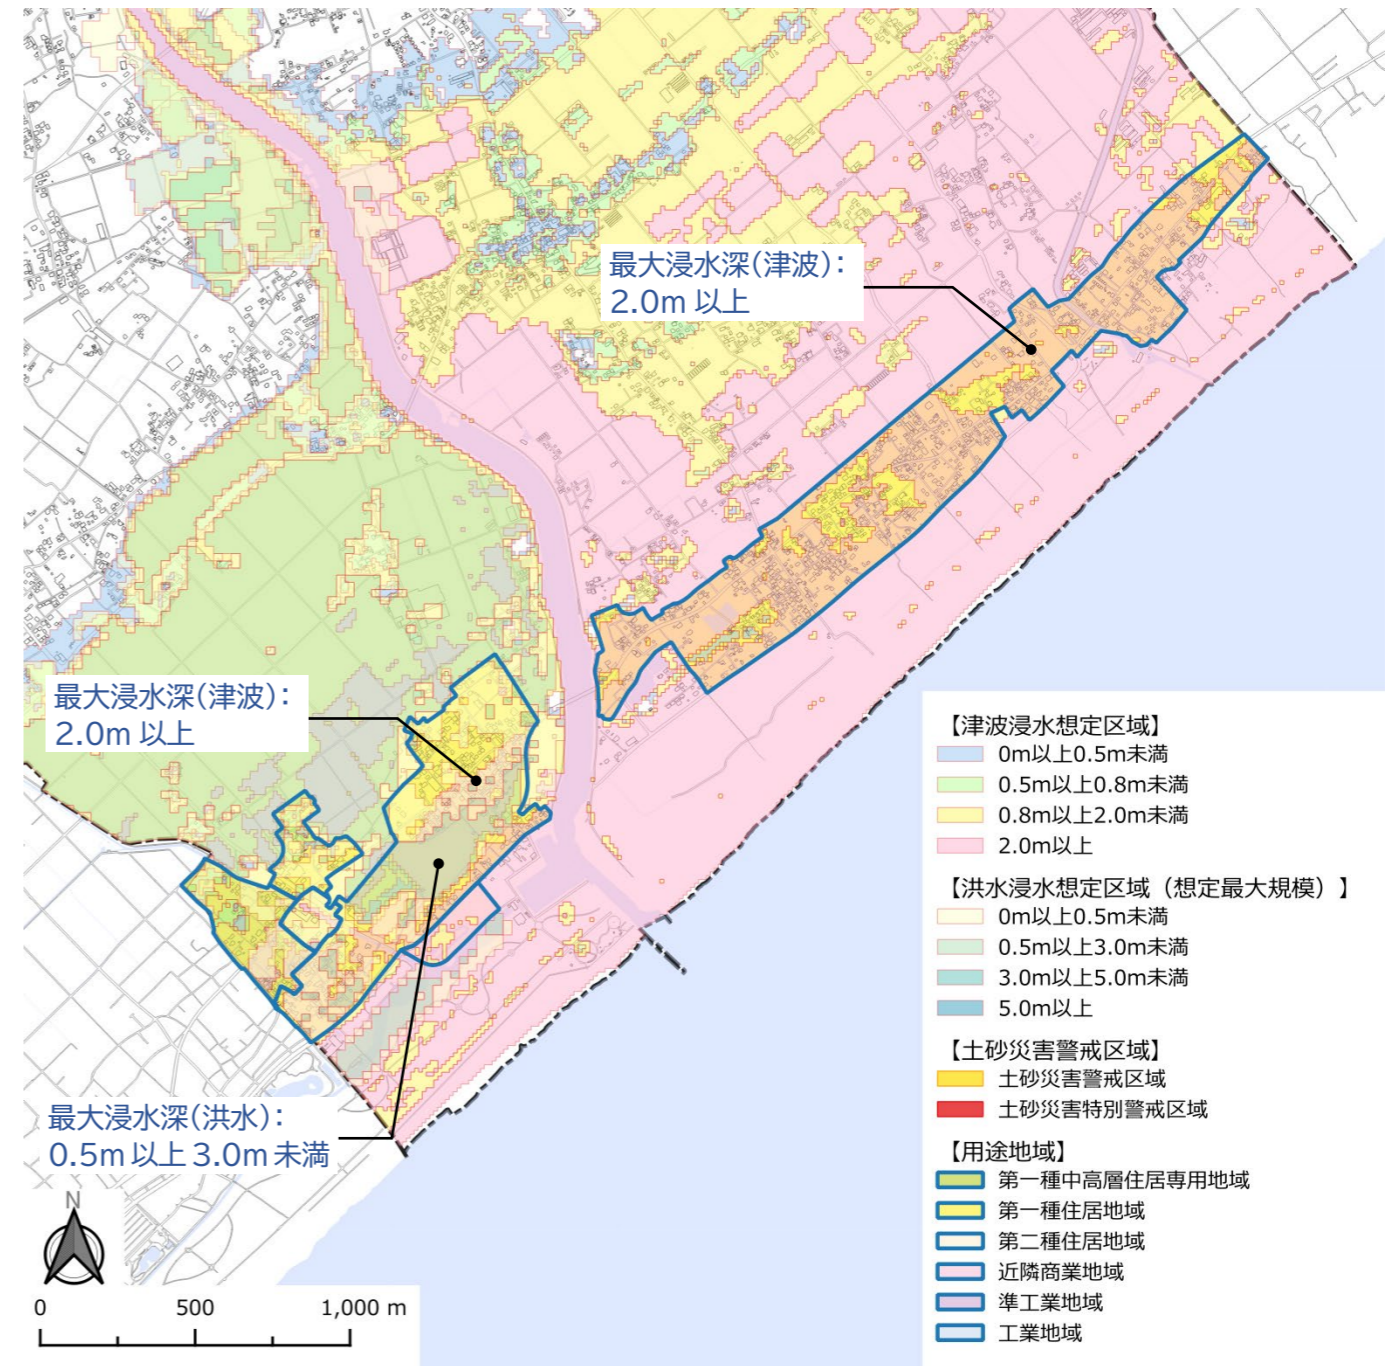 最大浸水深(津波):
2.0m 以上
最大浸水深(津波):
2.0m 以上
最大浸水深(洪水):
0.5m 以上 3.0m 未満
N
0 500 1,000 m
【津波浸水想定区域】
0m以上0.5m未満
0.5m以上0.8m未満
0.8m以上2.0m未満
2.0m以上
【洪水浸水想定区域(想定最大規模)】
0m以上0.5m未満
0.5m以上3.0m未満
3.0m以上5.0m未満
5.0m以上
【土砂災害警戒区域】
土砂災害警戒区域
土砂災害特別警戒区域
【用途地域】
第一種中高層住居専用地域
第一種住居地域
第二種住居地域
近隣商業地域
準工業地域
工業地域